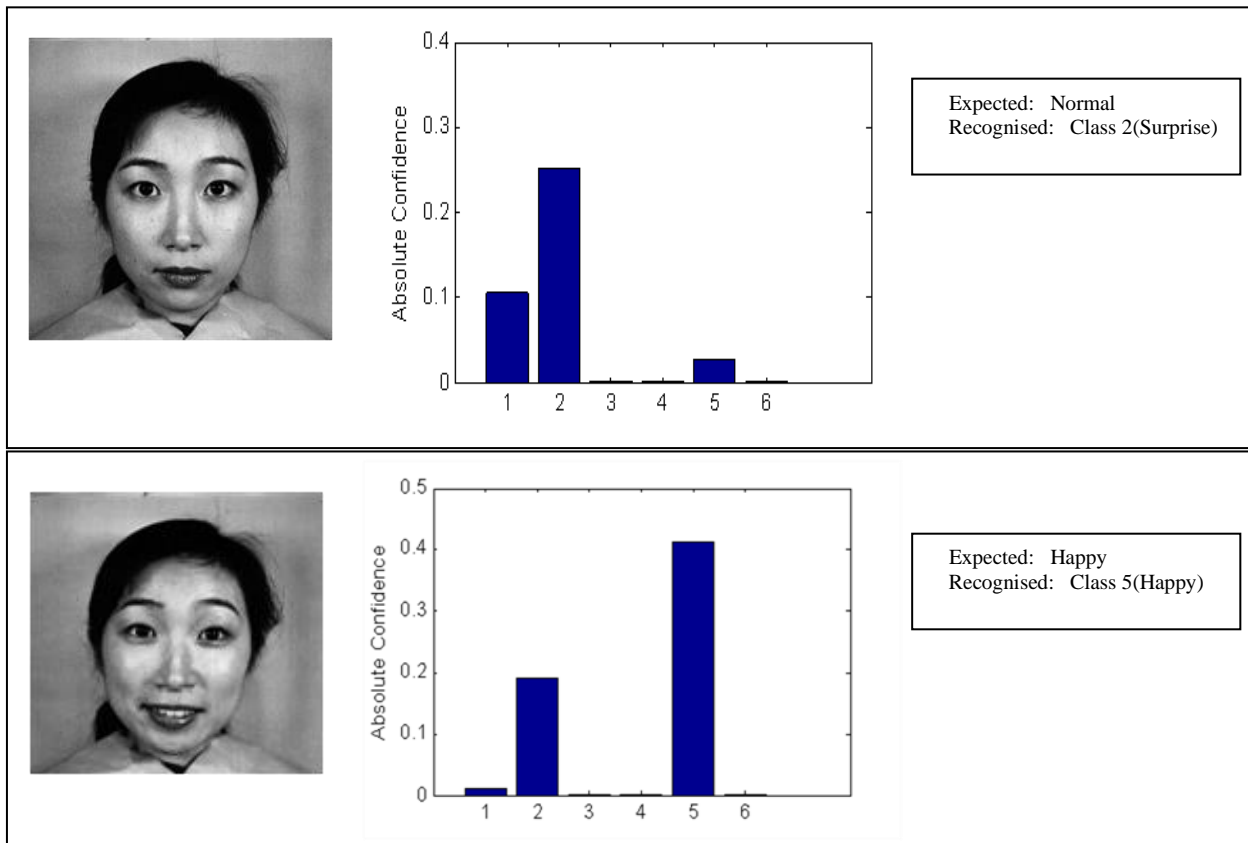 0.4
0.3
0.2
0.1
0
Absolute Confidence
1 2 3 4 5 6
Expected: Normal
Recognised: Class 2(Surprise)
0.5
0.4
0.3
0.2
0.1
0
Absolute Confidence
1 2 3 4 5 6
Expected: Happy
Recognised: Class 5(Happy)